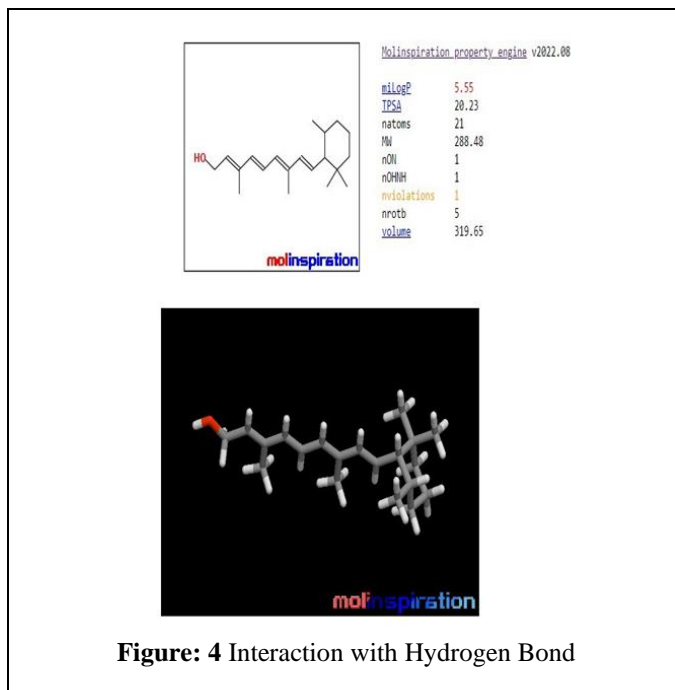 Molinspiration property engine v2022.08
miLogP 5.55
TPSA 20.23
natoms 21
MW 288.48
nON 1
nOHNH 1
nviolations 1
nrotb 5
volume 319.65
HO
molinspiration
molinspiration
Figure: 4 Interaction with Hydrogen Bond